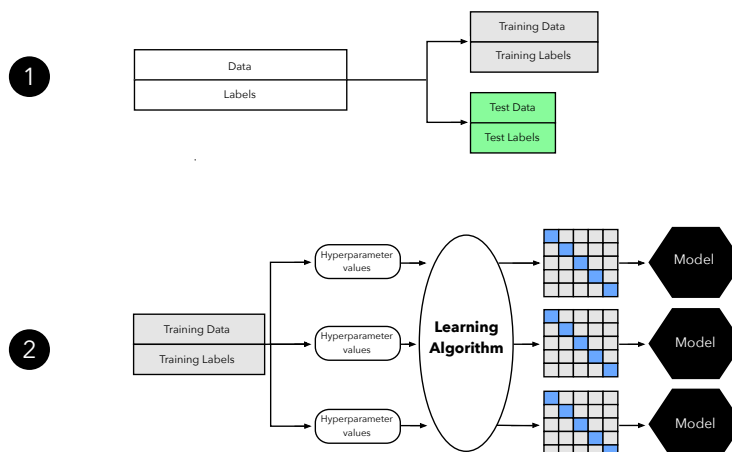 1
Data
Labels
Training Data
Training Labels
Test Data
Test Labels
2
Training Data
Training Labels
Hyperparameter
values
Hyperparameter
values
Hyperparameter
values
Learning
Algorithm
Model
Model
Model